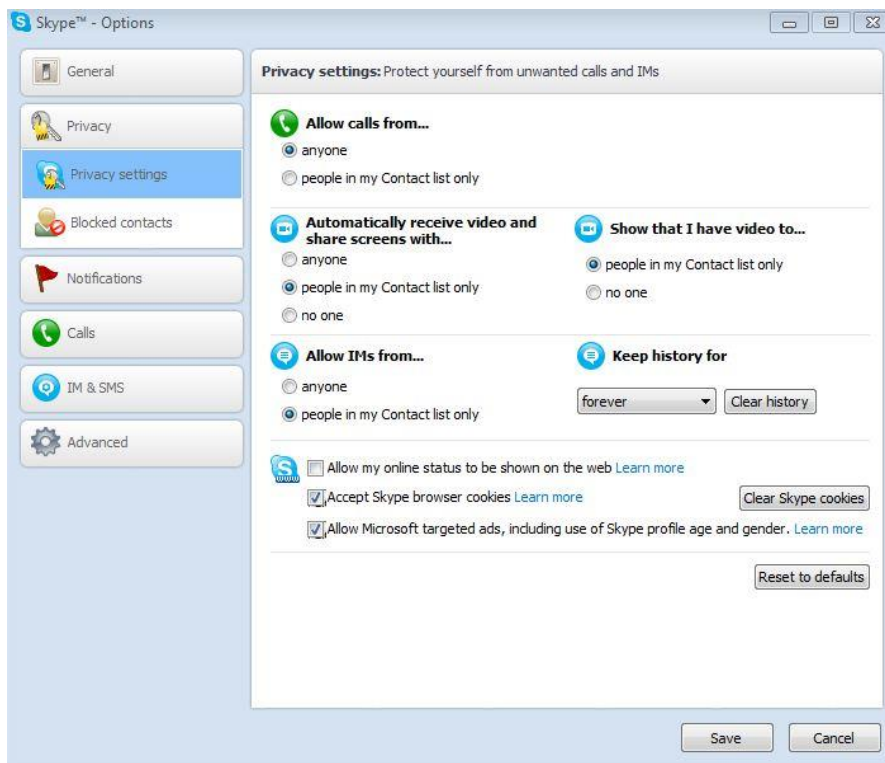 Skype™ - Options
General
Privacy
Privacy settings
Blocked contacts
Notifications
Calls
IM & SMS
Advanced
Privacy settings: Protect yourself from unwanted calls and IMs
Allow calls from...
anyone
people in my Contact list only
Automatically receive video and
share screens with...
anyone
people in my Contact list only
no one
Show that I have video to...
people in my Contact list only
no one
Allow IMs from...
anyone
people in my Contact list only
Keep history for
forever
Clear history
Allow my online status to be shown on the web Learn more
Accept Skype browser cookies Learn more
Clear Skype cookies
Allow Microsoft targeted ads, including use of Skype profile age and gender. Learn more
Reset to defaults
Save
Cancel